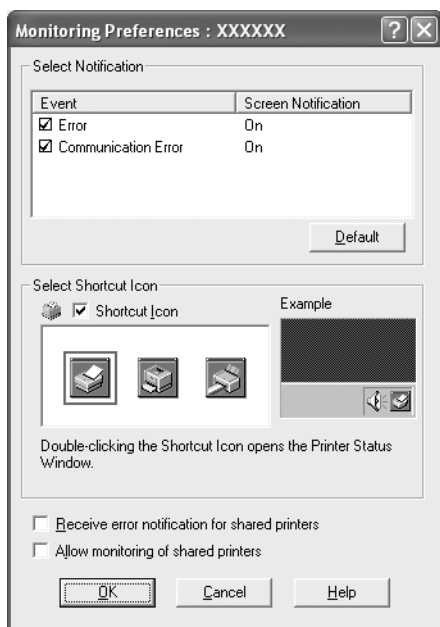 Monitoring Preferences : XXXXXX
Select Notification
Event Screen Notification
Error On
Communication Error On
Default
Select Shortcut Icon
Shortcut Icon
Example
Double-clicking the Shortcut Icon opens the Printer Status
Window.
Receive error notification for shared printers
Allow monitoring of shared printers
OK Cancel Help